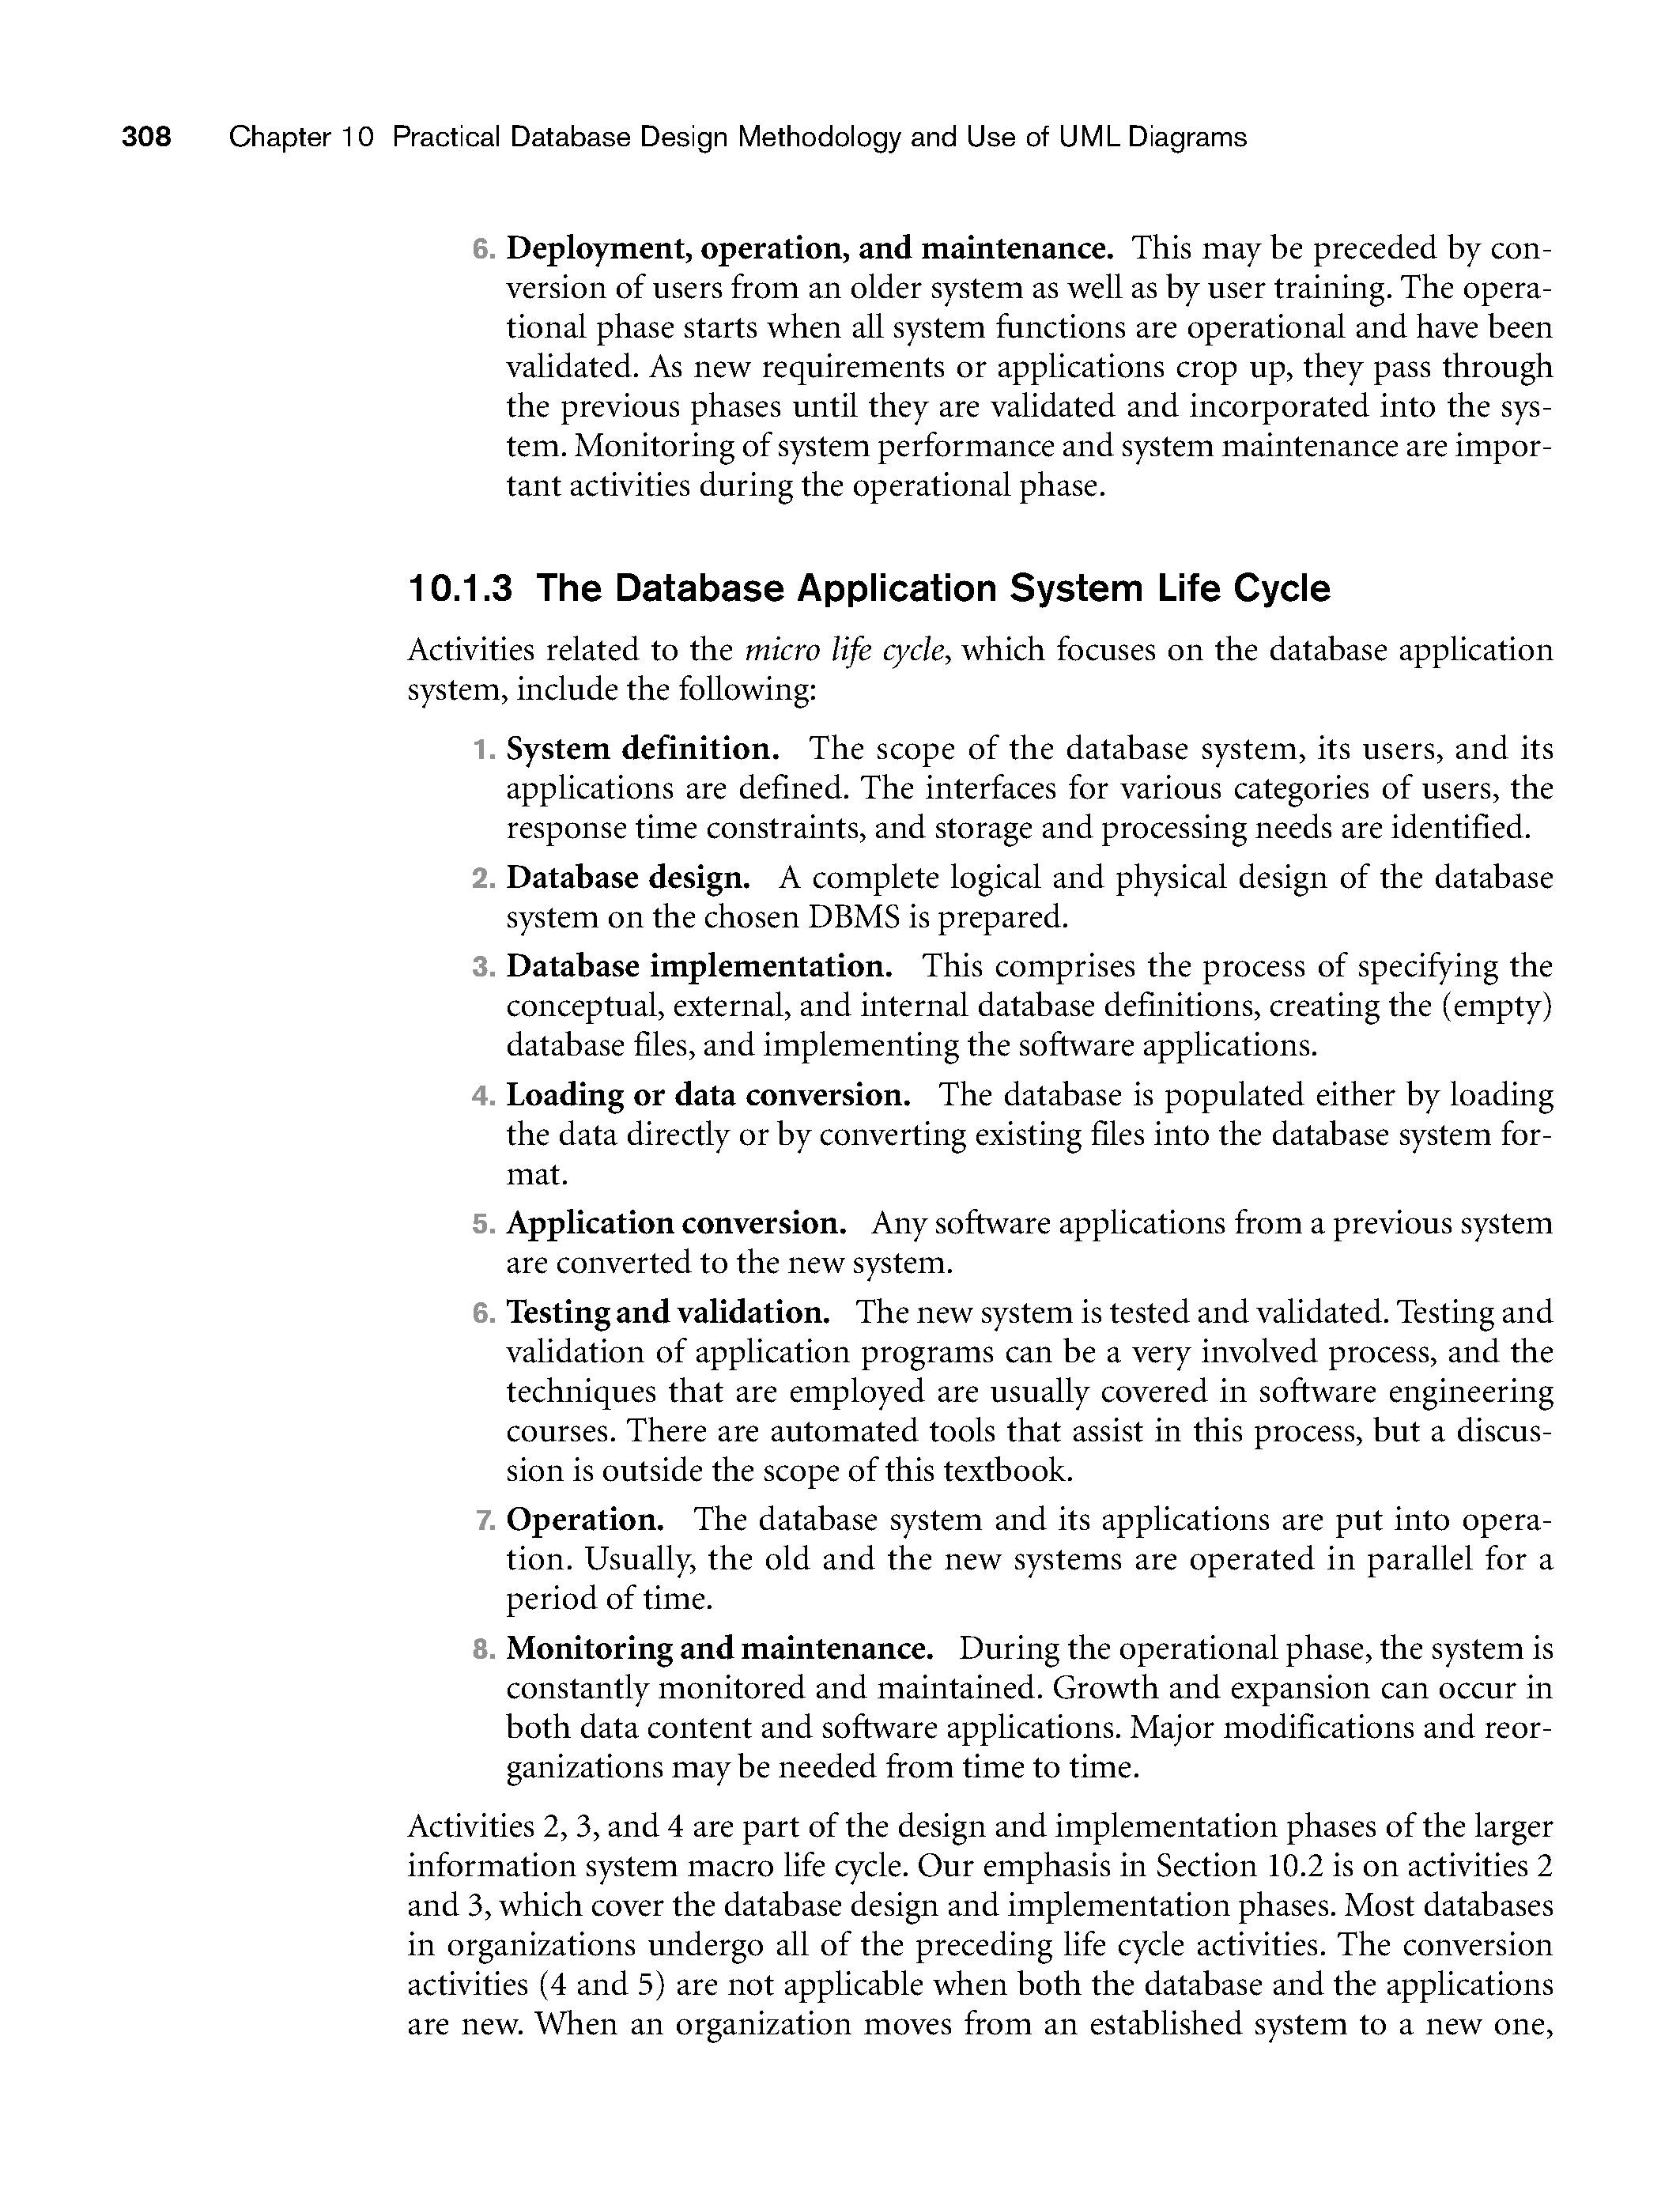 308 Chapter 10 Practical Database Design Methodology and Use of UML Diagrams
6. Deployment, operation, and maintenance. This may be preceded by con-
version of users from an older system as well as by user training. The opera-
tional phase starts when all system functions are operational and have been
validated. As new requirements or applications crop up, they pass through
the previous phases until they are validated and incorporated into the sys-
tem. Monitoring of system performance and system maintenance are impor-
tant activities during the operational phase.
10.1.3 The Database Application System Life Cycle
Activities related to the micro life cycle, which focuses on the database application
system, include the following:
1. System definition. The scope of the database system, its users, and its
applications are defined. The interfaces for various categories of users, the
response time constraints, and storage and processing needs are identified.
2. Database design. A complete logical and physical design of the database
system on the chosen DBMS is prepared.
3. Database implementation. This comprises the process of specifying the
conceptual, external, and internal database definitions, creating the (empty)
database files, and implementing the software applications.
4. Loading or data conversion. The database is populated either by loading
the data directly or by converting existing files into the database system for-
mat.
5. Application conversion. Any software applications from a previous system
are converted to the new system.
6. Testing and validation. The new system is tested and validated. Testing and
validation of application programs can be a very involved process, and the
techniques that are employed are usually covered in software engineering
courses. There are automated tools that assist in this process, but a discus-
sion is outside the scope of this textbook.
7. Operation. The database system and its applications are put into opera-
tion. Usually, the old and the new systems are operated in parallel for a
period of time.
8. Monitoring and maintenance. During the operational phase, the system is
constantly monitored and maintained. Growth and expansion can occur in
both data content and software applications. Major modifications and reor-
ganizations may be needed from time to time.
Activities 2, 3, and 4 are part of the design and implementation phases of the larger
information system macro life cycle. Our emphasis in Section 10.2 is on activities 2
and 3, which cover the database design and implementation phases. Most databases
in organizations undergo all of the preceding life cycle activities. The conversion
activities (4 and 5) are not applicable when both the database and the applications
are new. When an organization moves from an established system to a new one,